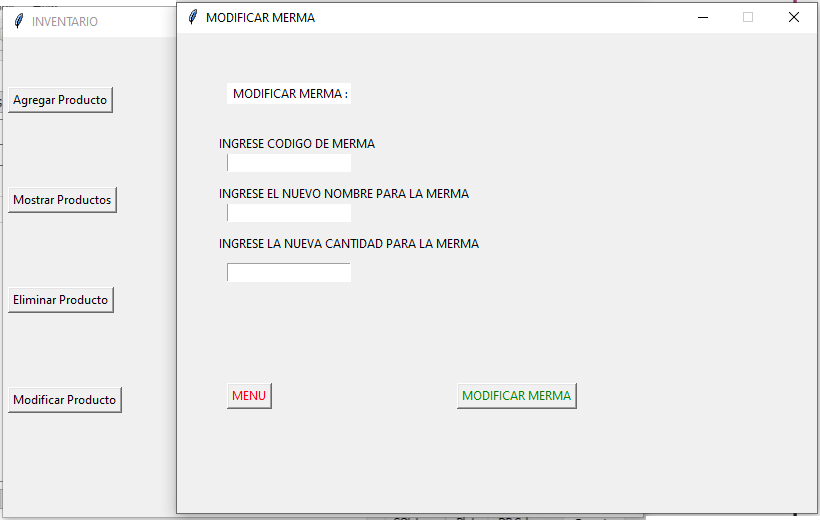 INVENTARIO
Agregar Producto
Mostrar Productos
Eliminar Producto
Modificar Producto
MODIFICAR MERMA
MODIFICAR MERMA :
INGRESE CODIGO DE MERMA
INGRESE EL NUEVO NOMBRE PARA LA MERMA
INGRESE LA NUEVA CANTIDAD PARA LA MERMA
MENU
MODIFICAR MERMA